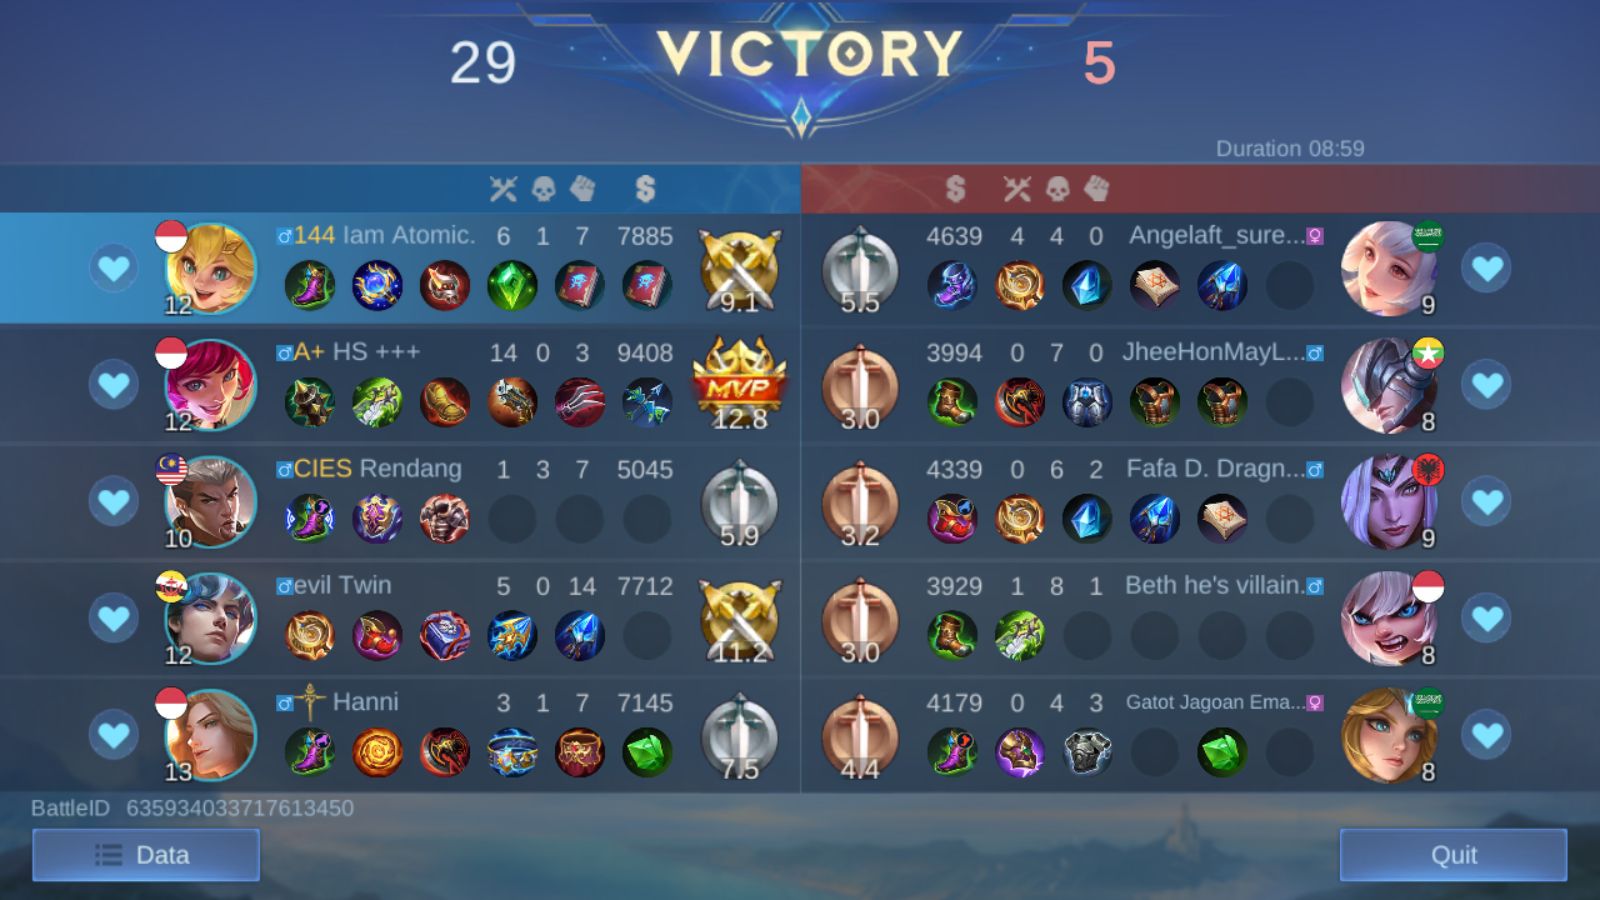 29 VICTORY 5
Duration 08:59
144 Iam Atomic. 6 1 7 7885
12 9.1
4639 4 4 0 Angelaft_sure...
5.5 9
A+ HS +++ 14 0 3 9408
12 MVP 12.8
3994 0 7 0 JheeHonMayL...
3.0 8
CIES Rendang 1 3 7 5045
10 5.9
4339 0 6 2 Fafa D. Dragn...
3.2 9
evil Twin 5 0 14 7712
12 11.2
3929 1 8 1 Beth he's villain.
3.0 8
Hanni 3 1 7 7145
13 7.5
4179 0 4 3 Gatot Jagoan Ema...
4.4 8
BattleID 635934033717613450
Data
Quit